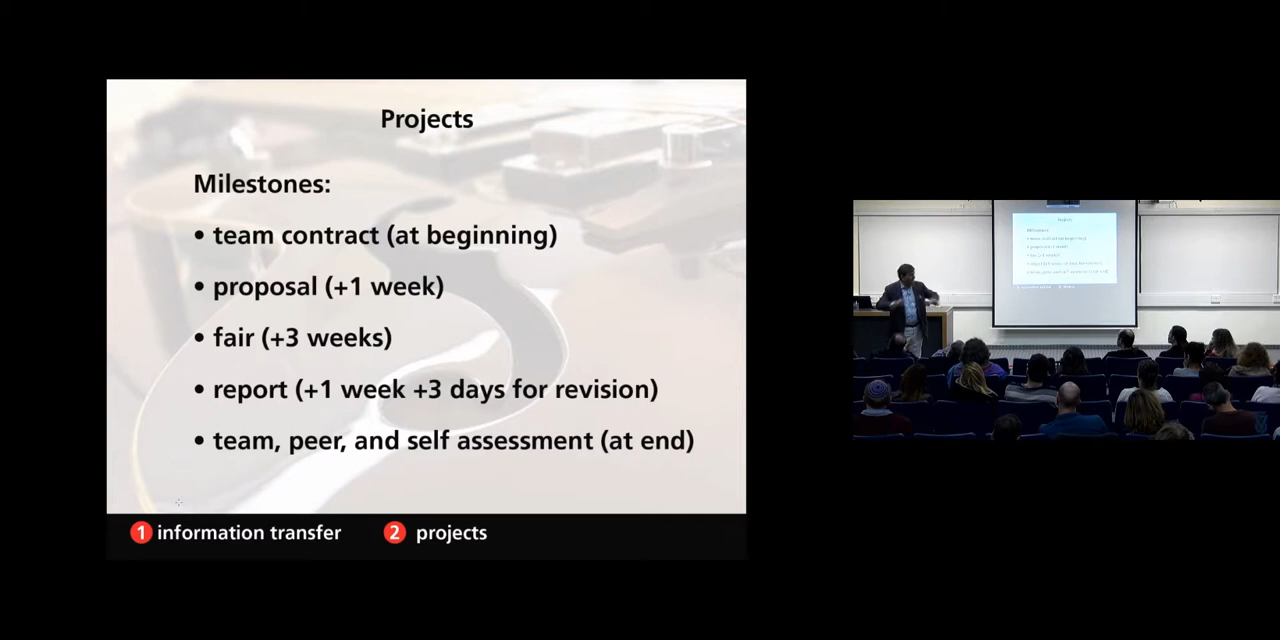 Projects
Milestones:
• team contract (at beginning)
• proposal (+1 week)
• fair (+3 weeks)
• report (+1 week +3 days for revision)
• team, peer, and self assessment (at end)
1 information transfer 2 projects